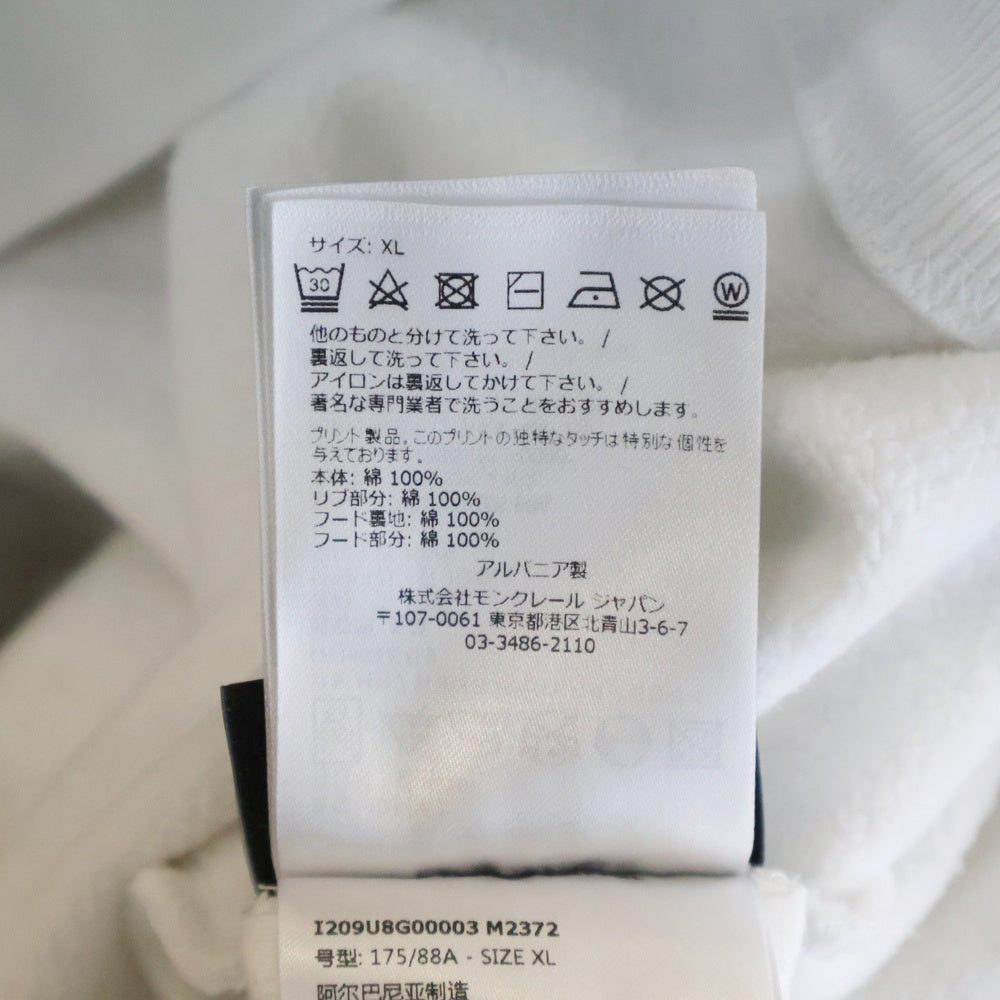 サイズ: XL
30
W
他のものと分けて洗って下さい。 /
裏返して洗って下さい。 /
アイロンは裏返してかけて下さい。 /
著名な専門業者で洗うことをおすすめします。
プリント製品。このプリントの独特なタッチは特別な個性を
与えております。
本体: 綿 100%
リブ部分: 綿 100%
フード裏地: 綿 100%
フード部分: 綿 100%
アルバニア製
株式会社モンクレール ジャパン
〒107-0061 東京都港区北青山3-6-7
03-3486-2110
I209U8G00003 M2372
号型: 175/88A - SIZE XL
阿尔巴尼亚制造